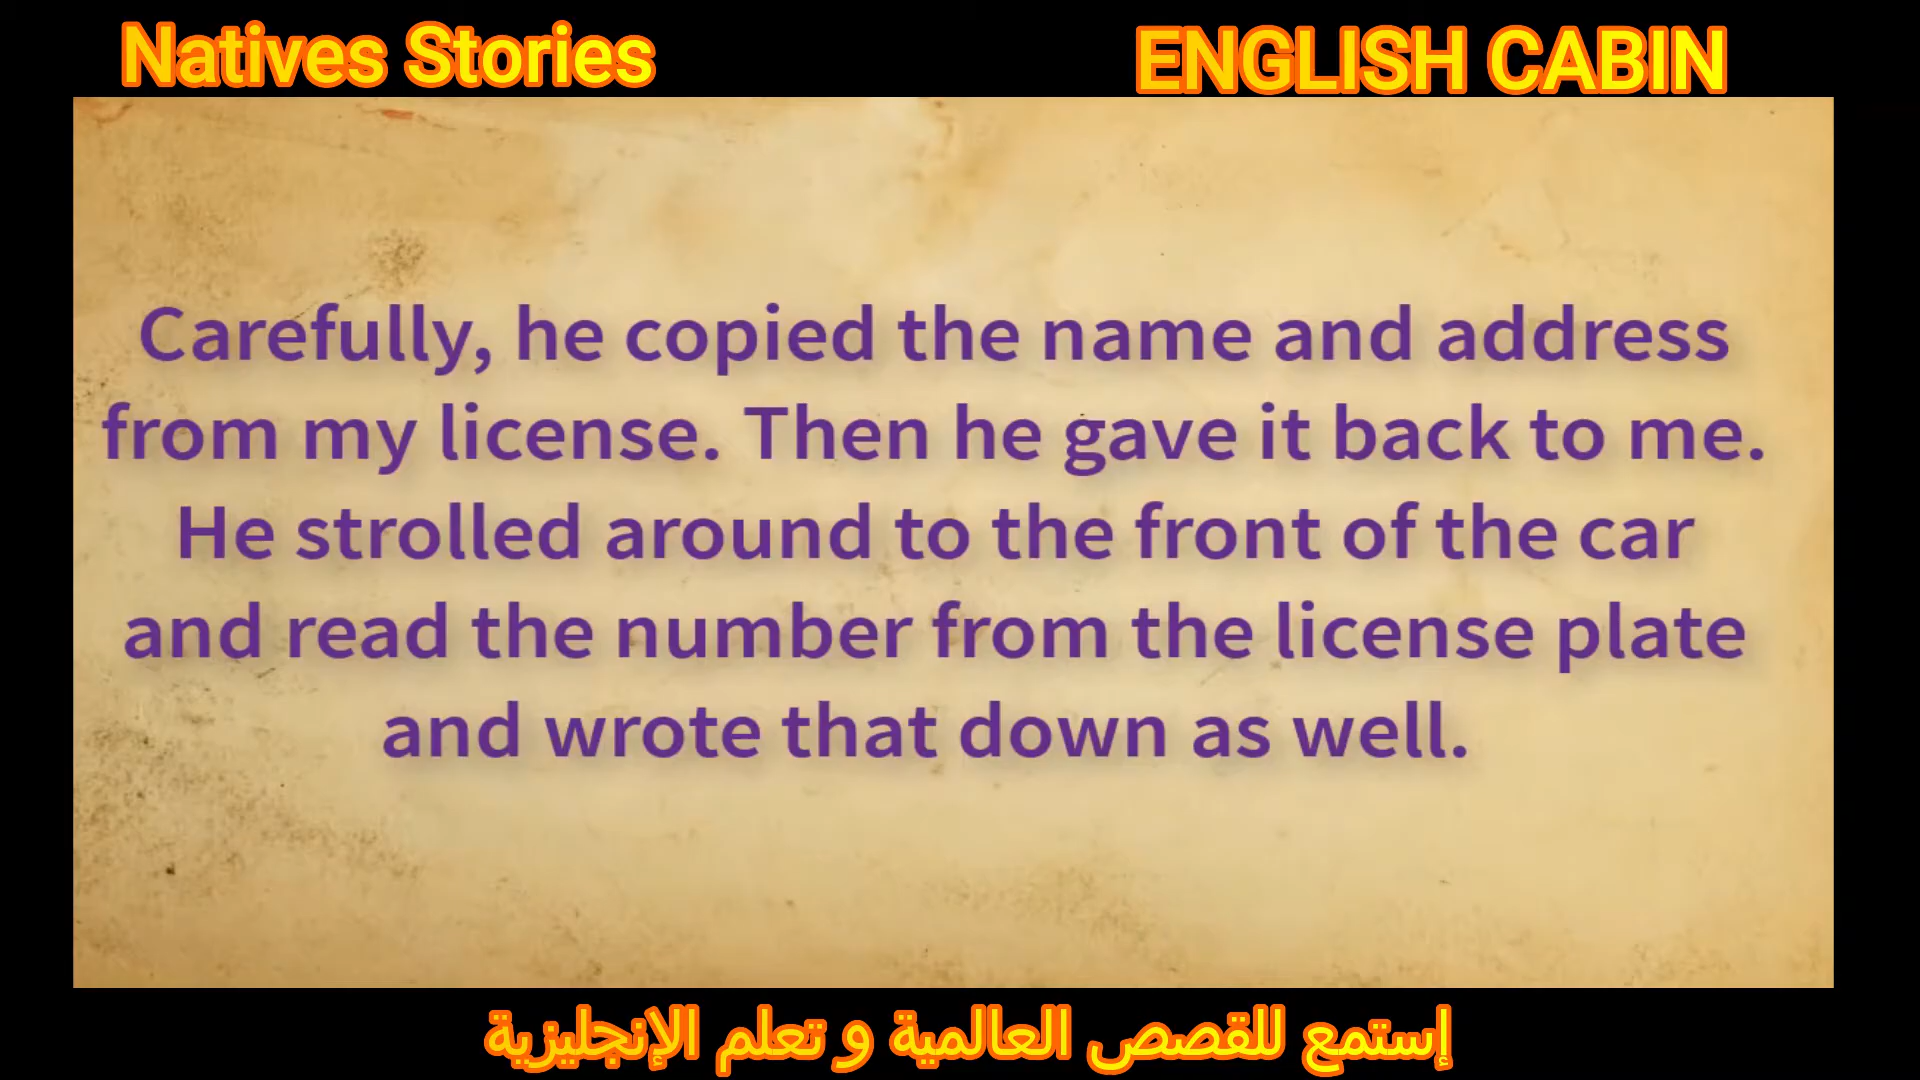 Natives Stories
ENGLISH CABIN
Carefully, he copied the name and address
from my license. Then he gave it back to me.
He strolled around to the front of the car
and read the number from the license plate
and wrote that down as well.
إستمع للقصص العالمية و تعلم الإنجليزية